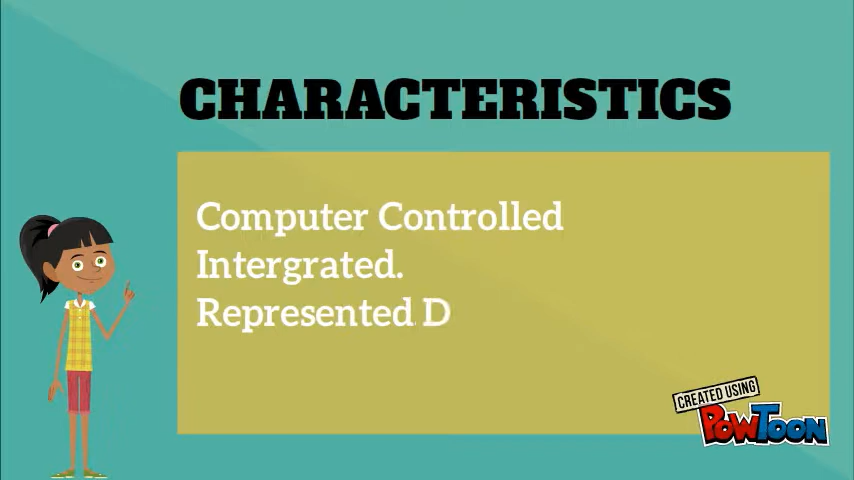 CHARACTERISTICS
Computer Controlled
Intergrated.
Represented D
CREATED USING
POWTOON